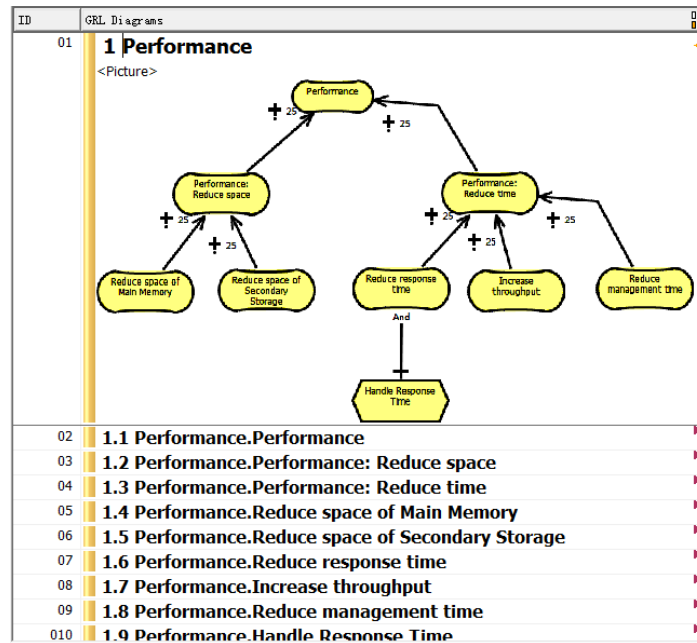 ID GRL Diagrams
01 1 Performance
<Picture>
Performance
25
25
Performance:
Reduce space
Performance:
Reduce time
25
25
25
25
25
Reduce space of
Main Memory
Reduce space of
Secondary
Storage
Reduce response
time
Increase
throughput
Reduce
management time
And
Handle Response
Time
02 1.1 Performance.Performance
03 1.2 Performance.Performance: Reduce space
04 1.3 Performance.Performance: Reduce time
05 1.4 Performance.Reduce space of Main Memory
06 1.5 Performance.Reduce space of Secondary Storage
07 1.6 Performance.Reduce response time
08 1.7 Performance.Increase throughput
09 1.8 Performance.Reduce management time
010 1.9 Performance.Handle Response Time